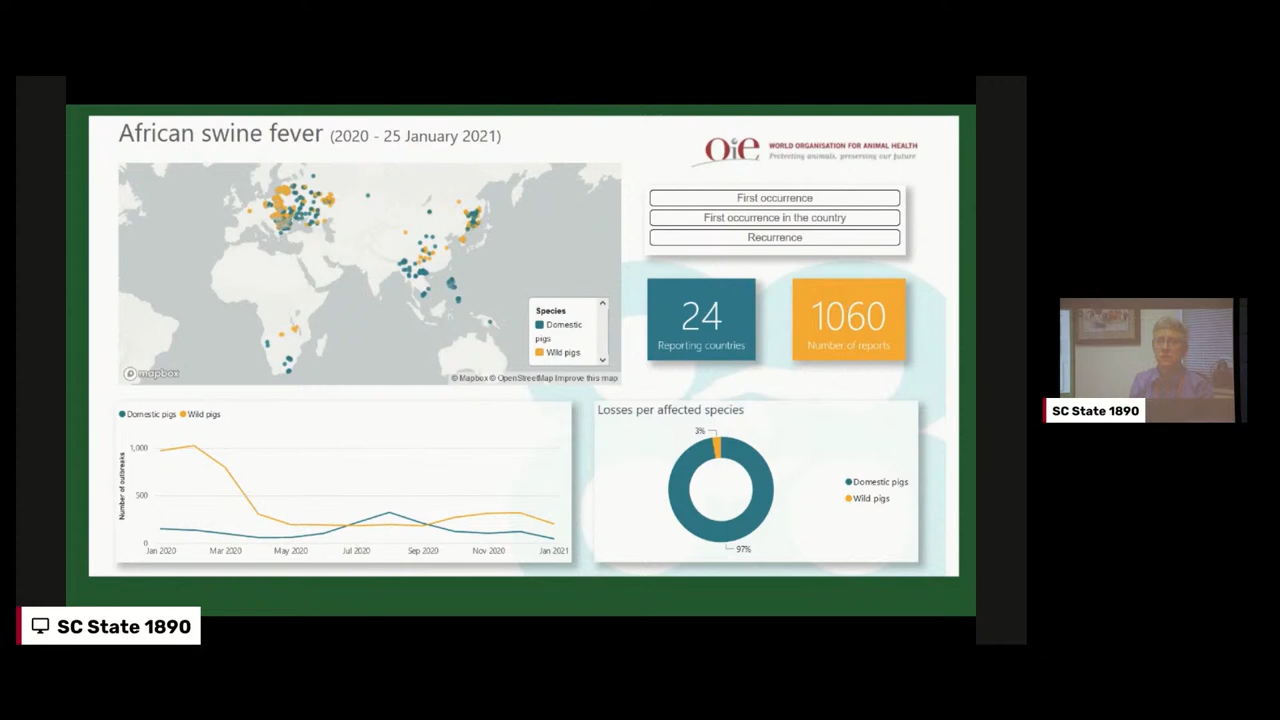 African swine fever (2020 - 25 January 2021)
oie WORLD ORGANISATION FOR ANIMAL HEALTH
Protecting animals, preserving our future
First occurrence
First occurrence in the country
Recurrence
Species
Domestic
pigs
Wild pigs
mapbox
© Mapbox © OpenStreetMap Improve this map
24
Reporting countries
1060
Number of reports
Domestic pigs Wild pigs
Number of outbreaks
1,000
500
0
Jan 2020 Mar 2020 May 2020 Jul 2020 Sep 2020 Nov 2020 Jan 2021
Losses per affected species
3%
97%
Domestic pigs
Wild pigs
SC State 1890
SC State 1890